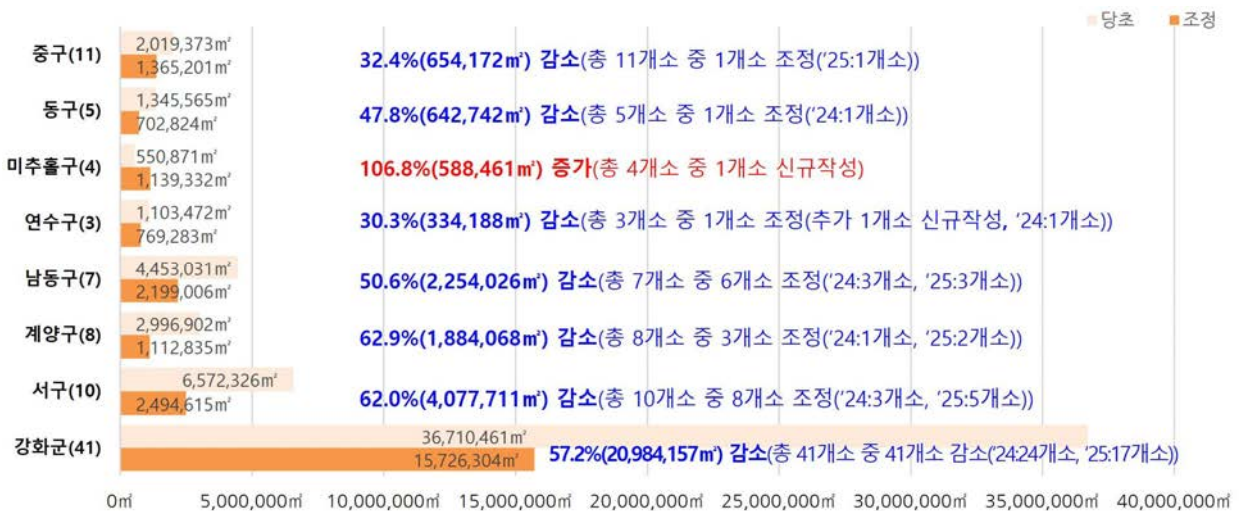 당초 조정
중구(11) 2,019,373㎡
1,365,201㎡
32.4%(654,172㎡) 감소(총 11개소 중 1개소 조정('25:1개소))
동구(5) 1,345,565㎡
702,824㎡
47.8%(642,742㎡) 감소(총 5개소 중 1개소 조정('24:1개소))
미추홀구(4) 550,871㎡
1,139,332㎡
106.8%(588,461㎡) 증가(총 4개소 중 1개소 신규작성)
연수구(3) 1,103,472㎡
769,283㎡
30.3%(334,188㎡) 감소(총 3개소 중 1개소 조정(추가 1개소 신규작성, '24:1개소))
남동구(7) 4,453,031㎡
2,199,006㎡
50.6%(2,254,026㎡) 감소(총 7개소 중 6개소 조정('24:3개소, '25:3개소))
계양구(8) 2,996,902㎡
1,112,835㎡
62.9%(1,884,068㎡) 감소(총 8개소 중 3개소 조정('24:1개소, '25:2개소))
서구(10) 6,572,326㎡
2,494,615㎡
62.0%(4,077,711㎡) 감소(총 10개소 중 8개소 조정('24:3개소, '25:5개소))
강화군(41) 36,710,461㎡
15,726,304㎡
57.2%(20,984,157㎡) 감소(총 41개소 중 41개소 감소('24:24개소, '25:17개소))
0㎡ 5,000,000㎡ 10,000,000㎡ 15,000,000㎡ 20,000,000㎡ 25,000,000㎡ 30,000,000㎡ 35,000,000㎡ 40,000,000㎡